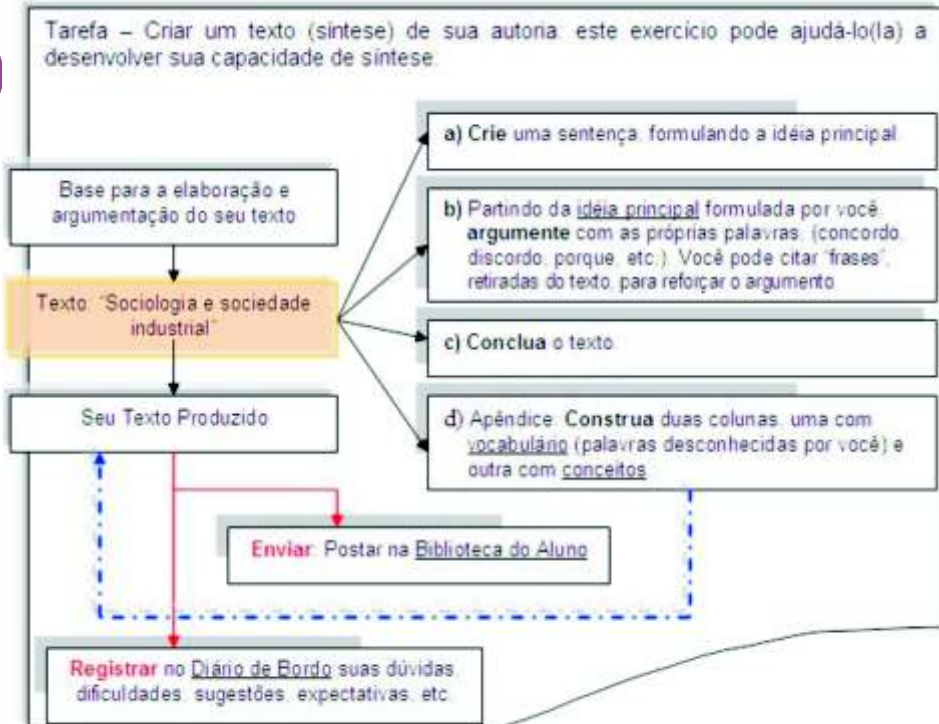 Tarefa – Criar um texto (síntese) de sua autoria: este exercício pode ajudá-lo(la) a
desenvolver sua capacidade de síntese:
Base para a elaboração e
argumentação do seu texto
Texto: "Sociologia e sociedade
industrial"
Seu Texto Produzido
a) Crie uma sentença, formulando a idéia principal.
b) Partindo da idéia principal formulada por você,
argumente com as próprias palavras, (concordo,
discordo, porque, etc.). Você pode citar "frases",
retiradas do texto, para reforçar o argumento.
c) Conclua o texto.
d) Apêndice: Construa duas colunas, uma com
vocabulário (palavras desconhecidas por você) e
outra com conceitos.
Enviar: Postar na Biblioteca do Aluno
Registrar no Diário de Bordo suas dúvidas,
dificuldades, sugestões, expectativas, etc.